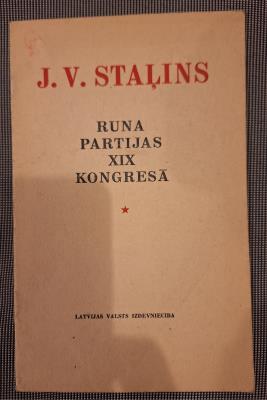 J. V. STAĻINS
RUNA
PARTIJAS
XIX
KONGRESĀ
LATVIJAS VALSTS IZDEVNIECĪBA